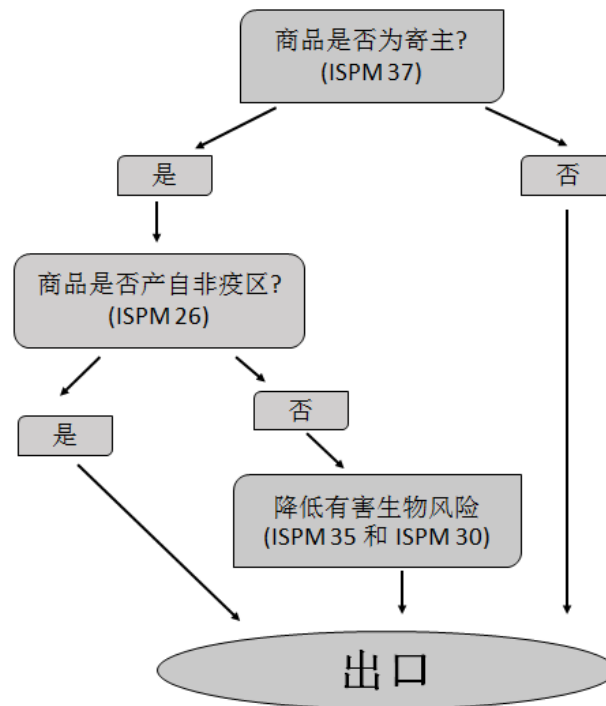 商品是否为寄主?
(ISPM 37)
是
否
商品是否产自非疫区?
(ISPM 26)
是
否
降低有害生物风险
(ISPM 35 和 ISPM 30)
出口